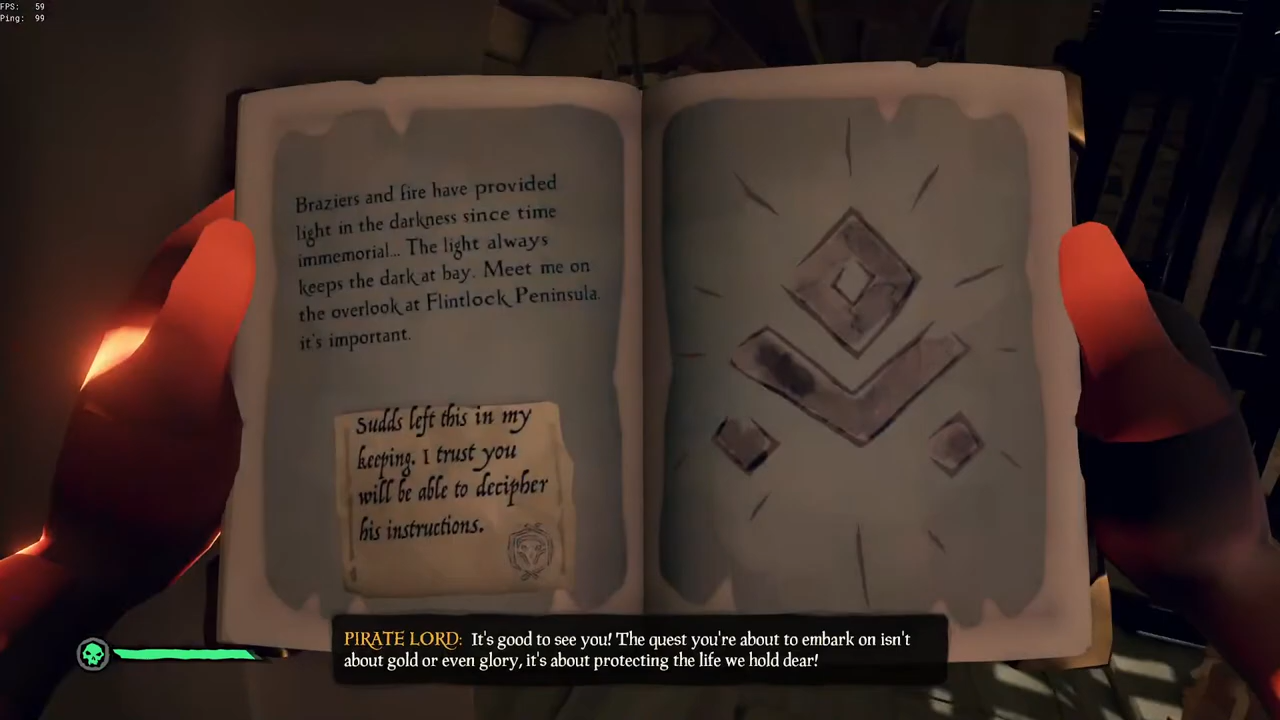 FPS: 59
Ping: 99
Braziers and fire have provided
light in the darkness since time
immemorial... The light always
keeps the dark at bay. Meet me on
the overlook at Flintlock Peninsula.
it's important.
Sudds left this in my
keeping. I trust you
will be able to decipher
his instructions.
PIRATE LORD: It's good to see you! The quest you're about to embark on isn't
about gold or even glory, it's about protecting the life we hold dear!